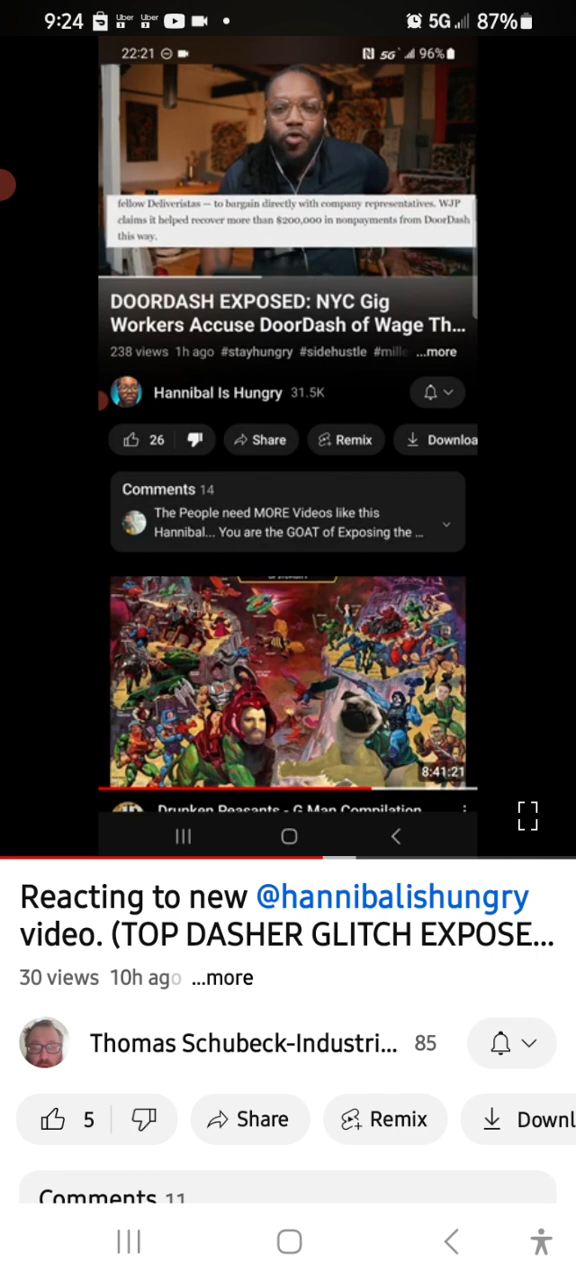 9:24 Uber Uber 5G 87%
22:21 5G 96%
fellow Deliveristas — to bargain directly with company representatives. WJP
claims it helped recover more than $200,000 in nonpayments from DoorDash
this way.
DOORDASH EXPOSED: NYC Gig
Workers Accuse DoorDash of Wage Th...
238 views 1h ago #stayhungry #sidehustle #mille ...more
Hannibal Is Hungry 31.5K
26 Share Remix Downloa
Comments 14
The People need MORE Videos like this
Hannibal... You are the GOAT of Exposing the ...
8:41:21
Drunken Peasants - G Man Compilation
Reacting to new @hannibalishungry
video. (TOP DASHER GLITCH EXPOSE...
30 views 10h ago ...more
Thomas Schubeck-Industri... 85
5 Share Remix Downl
Comments 11